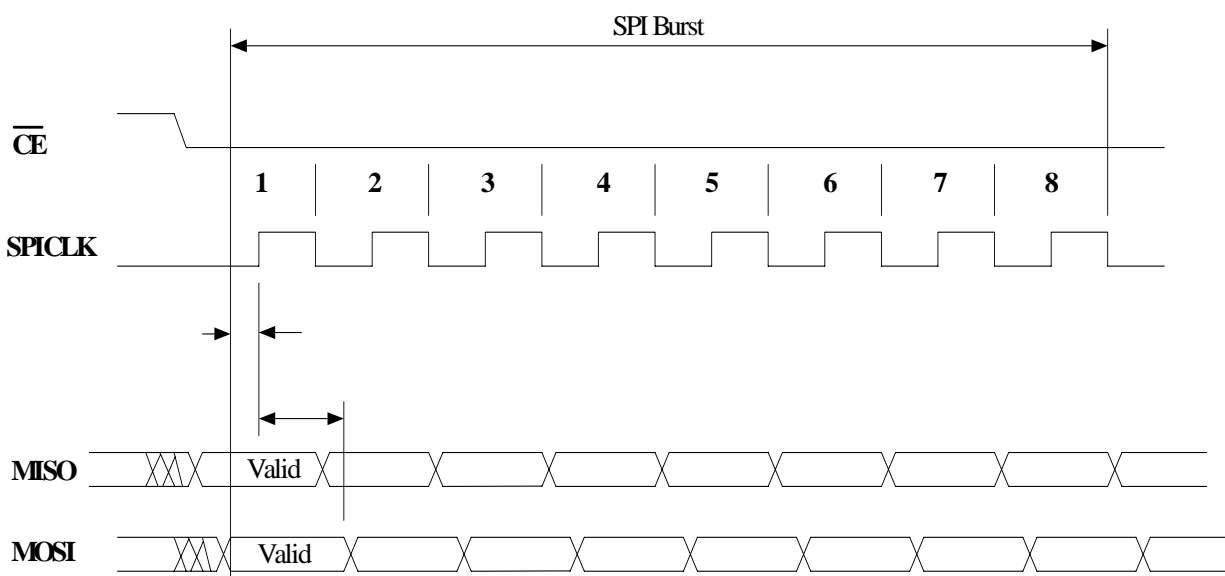 SPI Burst
CE
1 2 3 4 5 6 7 8
SPICLK
MISO Valid
MOSI Valid